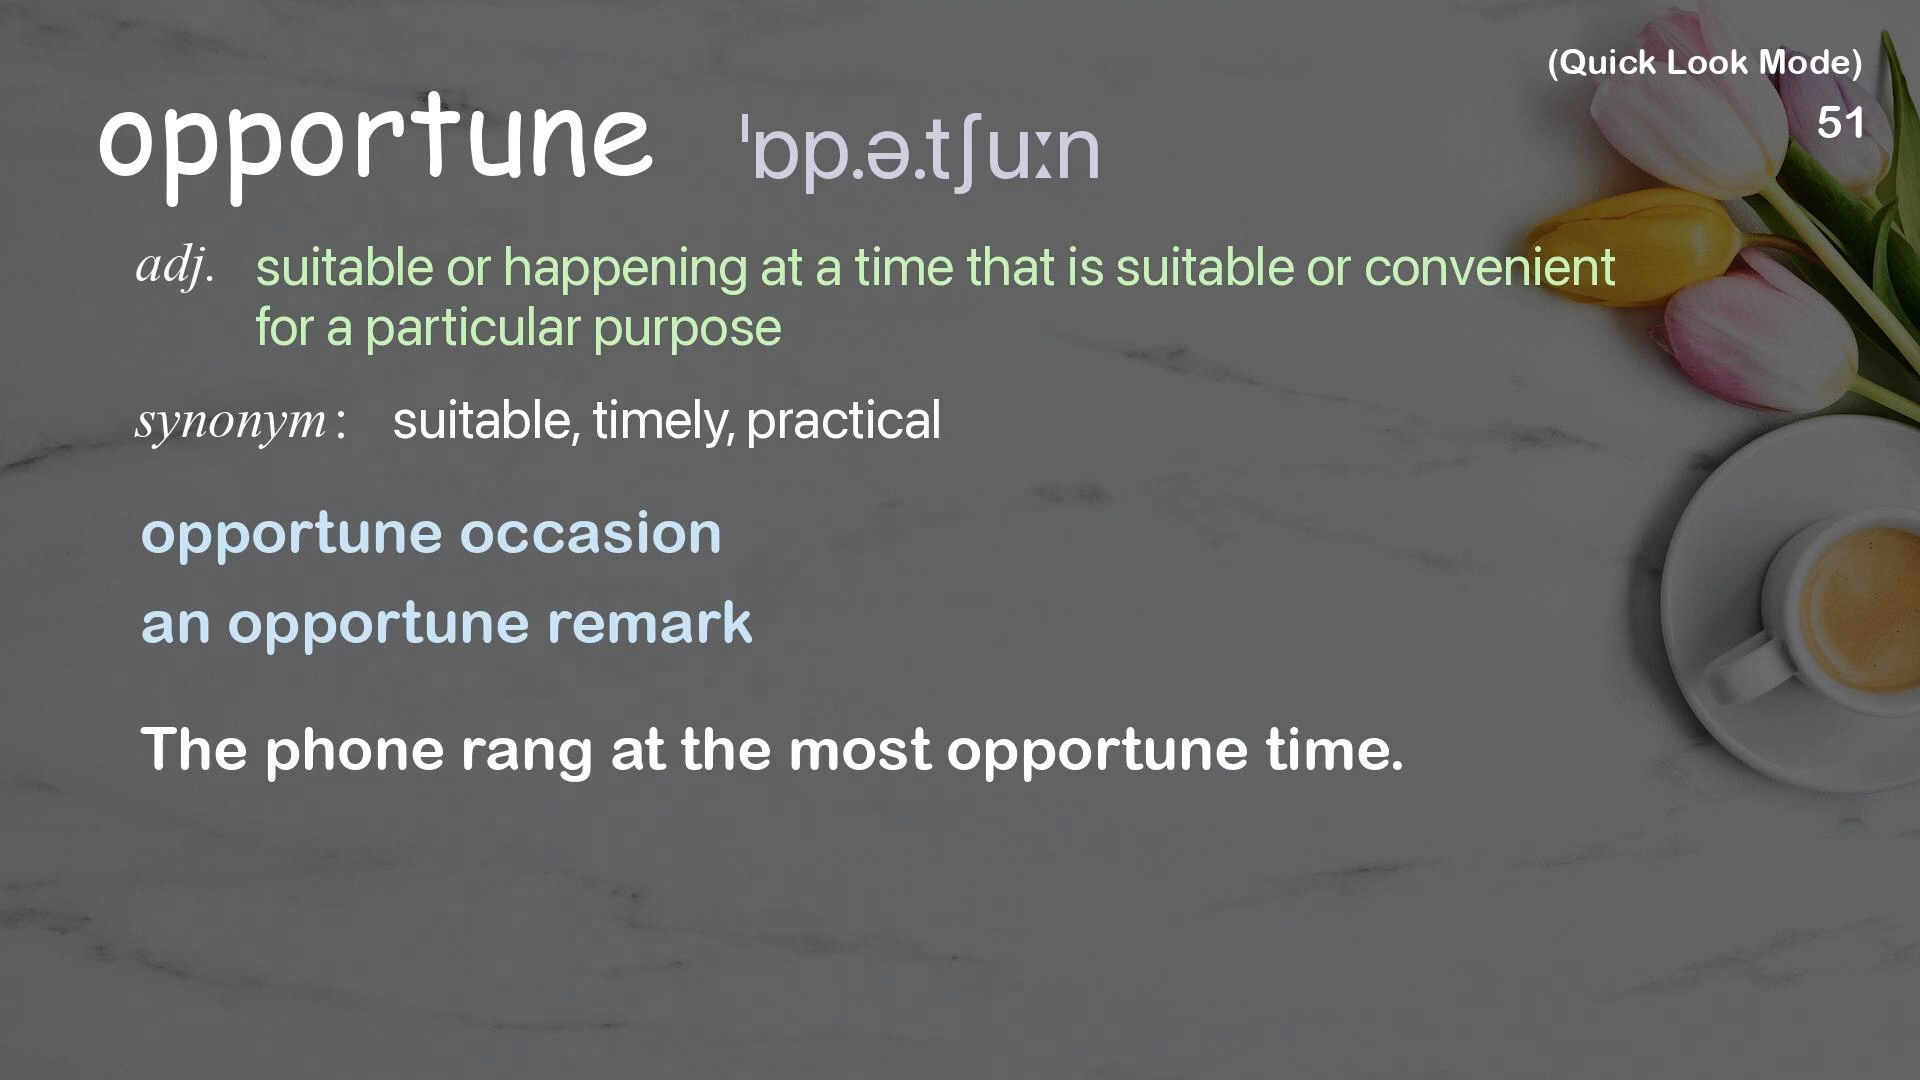 (Quick Look Mode)
51
opportune ˈɒp.ə.tʃuːn
adj. suitable or happening at a time that is suitable or convenient
for a particular purpose
synonym: suitable, timely, practical
opportune occasion
an opportune remark
The phone rang at the most opportune time.